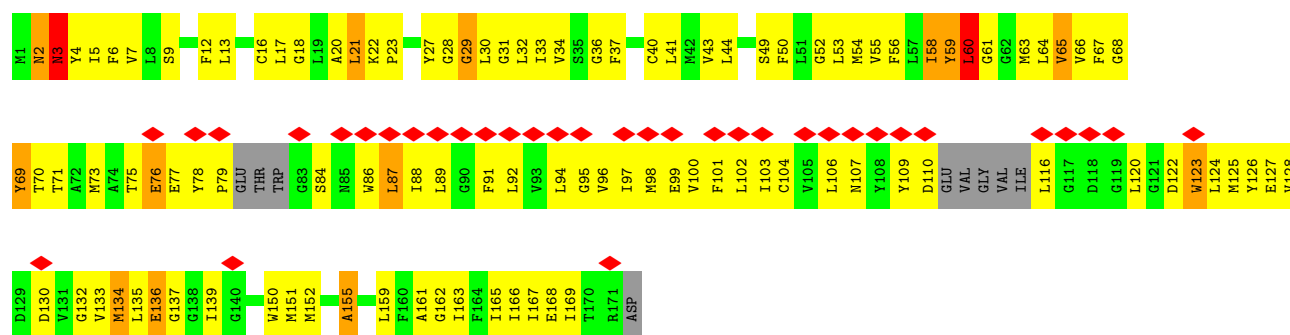 M1 N2 N3 Y4 I5 F6 V7 L8 S9 F12 L13 C16 L17 G18 L19 A20 L21 K22 P23 Y27 G28 G29 L30 G31 L32 I33 V34 S35 G36 F37 C40 L41 M42 V43 L44 S49 F50 L51 G52 L53 M54 V55 F56 L57 I58 Y59 L60 G61 G62 M63 L64 V65 V66 F67 G68
Y69 T70 T71 A72 M73 A74 T75 E76 E77 Y78 P79 GLU THR TRP G83 S84 N85 W86 L87 I88 L89 G90 F91 L92 V93 L94 G95 V96 I97 M98 E99 V100 F101 L102 I103 C104 V105 L106 N107 Y108 Y109 D110 GLU VAL GLY VAL ILE L116 G117 D118 G119 L120 G121 D122 W123 L124 M125 Y126 E127 V128
D129 D130 V131 G132 V133 M134 L135 E136 G137 G138 I139 G140 W150 M151 M152 A155 L159 F160 A161 G162 I163 F164 I165 I166 I167 E168 I169 T170 R171 ASP